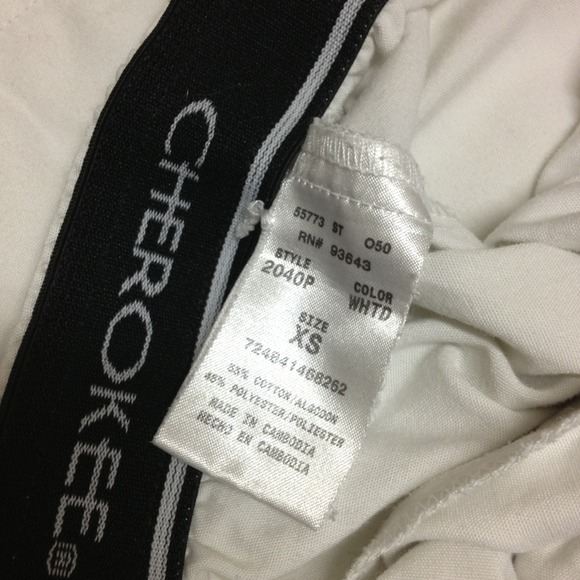 CHEROKEE®
55773 ST 050
RN# 93643
STYLE COLOR
2040P WHTD
SIZE
XS
724841468262
55% COTTON/ALGODON
45% POLYESTER/POLIESTER
MADE IN CAMBODIA
HECHO EN CAMBODIA